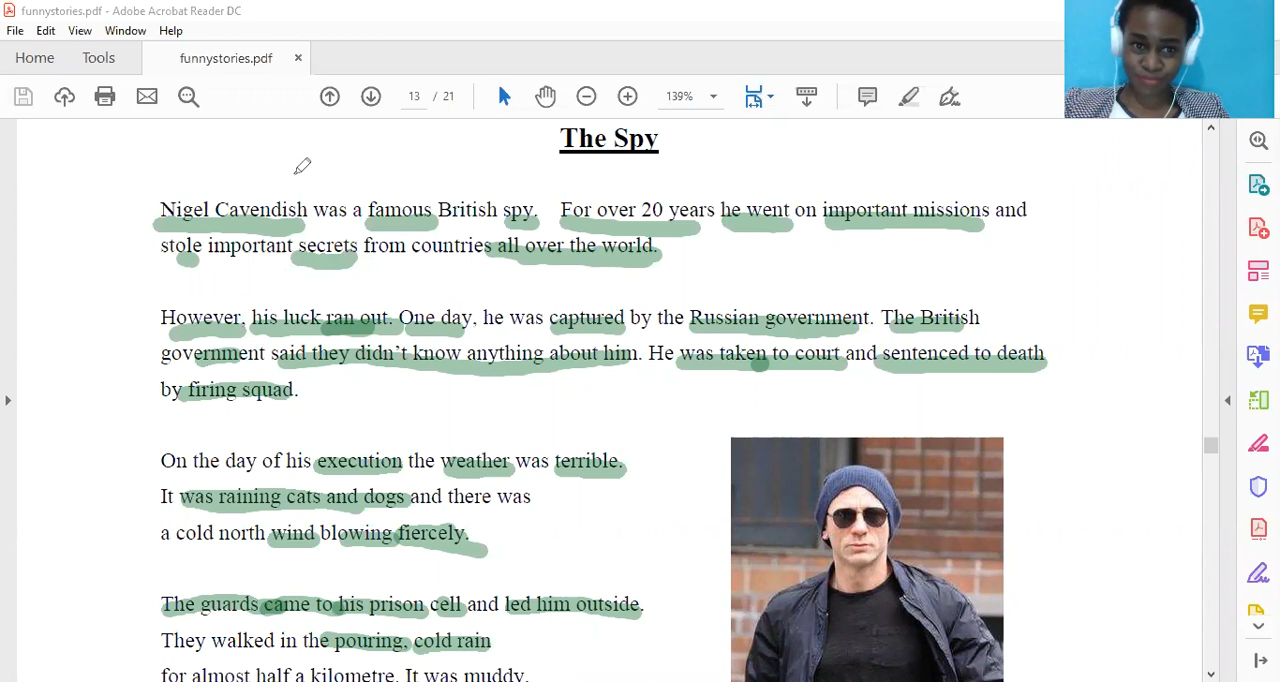 funnystories.pdf - Adobe Acrobat Reader DC
File Edit View Window Help
Home Tools funnystories.pdf ×
13 / 21 139%
The Spy
Nigel Cavendish was a famous British spy. For over 20 years he went on important missions and
stole important secrets from countries all over the world.
However, his luck ran out. One day, he was captured by the Russian government. The British
government said they didn't know anything about him. He was taken to court and sentenced to death
by firing squad.
On the day of his execution the weather was terrible.
It was raining cats and dogs and there was
a cold north wind blowing fiercely.
The guards came to his prison cell and led him outside.
They walked in the pouring, cold rain
for almost half a kilometre. It was muddy,